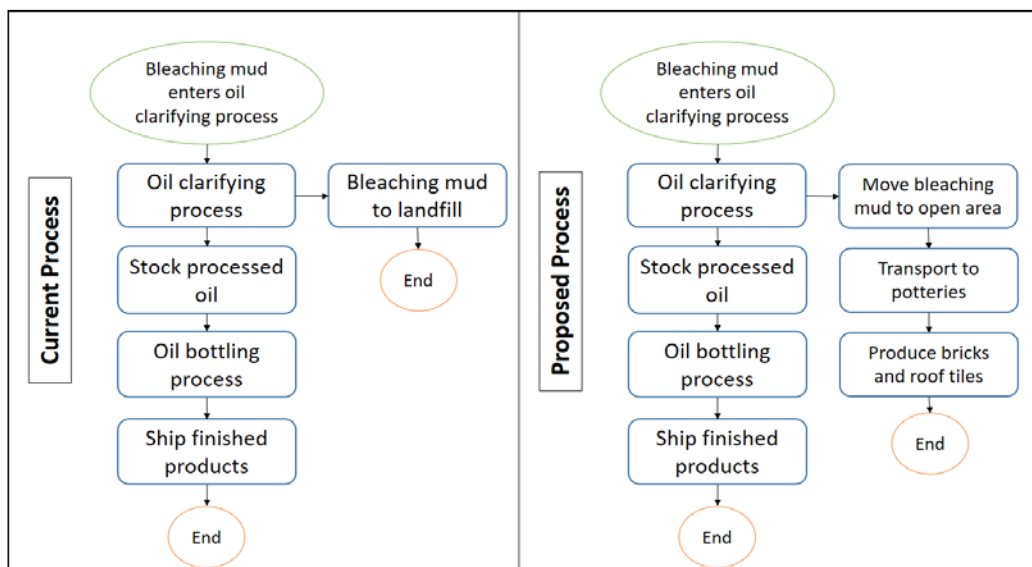 Current Process
Bleaching mud
enters oil
clarifying process
Oil clarifying
process
Bleaching mud
to landfill
End
Stock processed
oil
Oil bottling
process
Ship finished
products
End
Proposed Process
Bleaching mud
enters oil
clarifying process
Oil clarifying
process
Move bleaching
mud to open area
Stock processed
oil
Transport to
potteries
Oil bottling
process
Produce bricks
and roof tiles
Ship finished
products
End
End